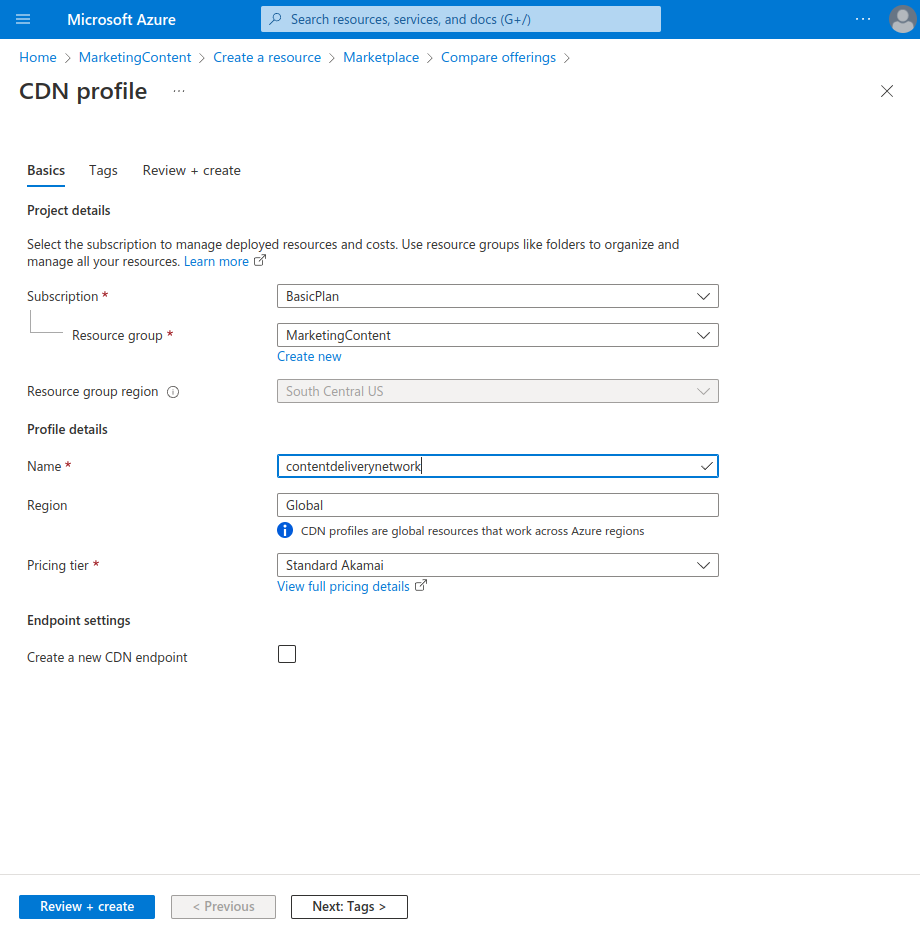 Microsoft Azure
Search resources, services, and docs (G+/)
Home > MarketingContent > Create a resource > Marketplace > Compare offerings >
CDN profile ...
Basics Tags Review + create
Project details
Select the subscription to manage deployed resources and costs. Use resource groups like folders to organize and
manage all your resources. Learn more
Subscription * BasicPlan
Resource group * MarketingContent
Create new
Resource group region South Central US
Profile details
Name * contentdeliverynetwork
Region Global
CDN profiles are global resources that work across Azure regions
Pricing tier * Standard Akamai
View full pricing details
Endpoint settings
Create a new CDN endpoint
Review + create < Previous Next: Tags >